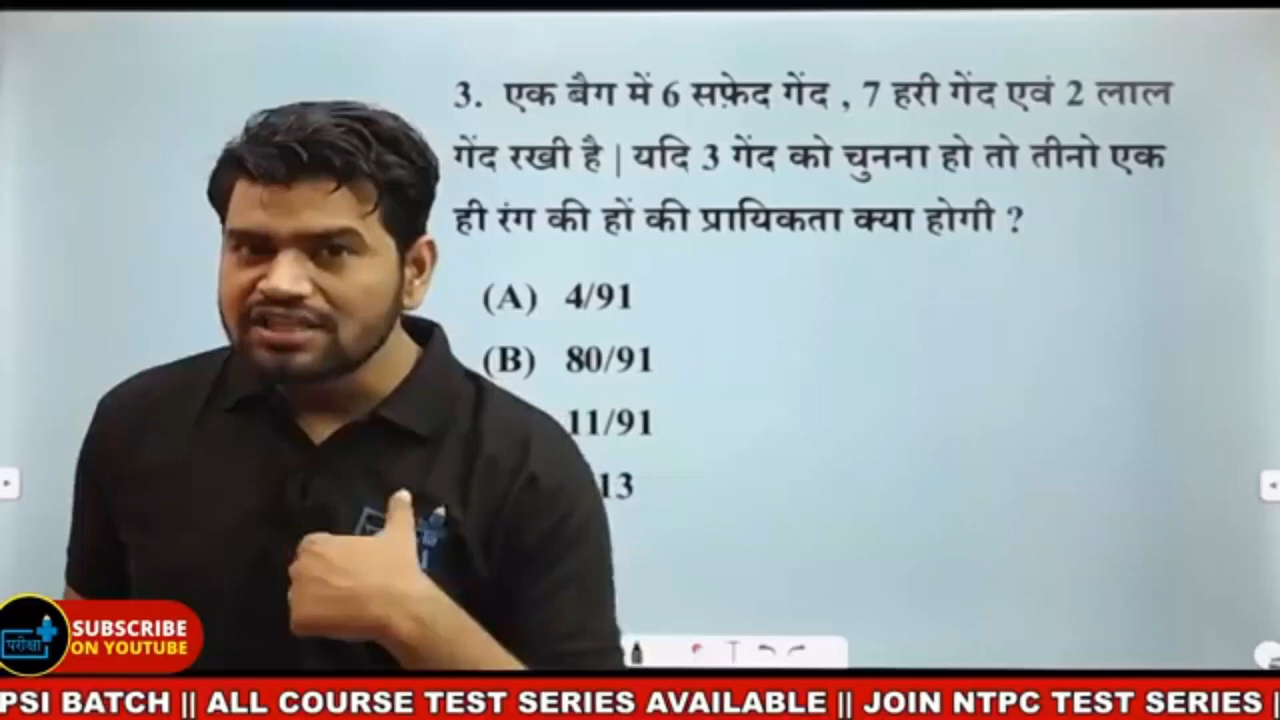 3. एक बैग में 6 सफ़ेद गेंद , 7 हरी गेंद एवं 2 लाल
गेंद रखी है | यदि 3 गेंद को चुनना हो तो तीनो एक
ही रंग की हों की प्रायिकता क्या होगी ?
(A) 4/91
(B) 80/91
11/91
13
परीक्षा
SUBSCRIBE
ON YOUTUBE
PSI BATCH || ALL COURSE TEST SERIES AVAILABLE || JOIN NTPC TEST SERIES |